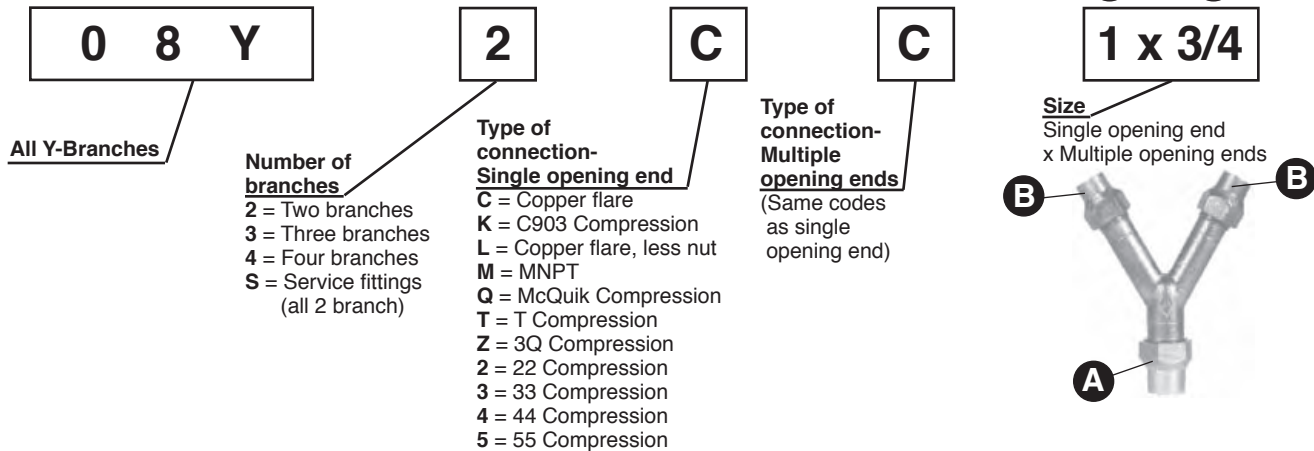 0 8 Y
2
C
C
1 x 3/4
All Y-Branches
Number of
branches
2 = Two branches
3 = Three branches
4 = Four branches
S = Service fittings
(all 2 branch)
Type of
connection-
Single opening end
C = Copper flare
K = C903 Compression
L = Copper flare, less nut
M = MNPT
Q = McQuik Compression
T = T Compression
Z = 3Q Compression
2 = 22 Compression
3 = 33 Compression
4 = 44 Compression
5 = 55 Compression
Type of
connection-
Multiple
opening ends
(Same codes
as single
opening end)
Size
Single opening end
x Multiple opening ends
B
B
A